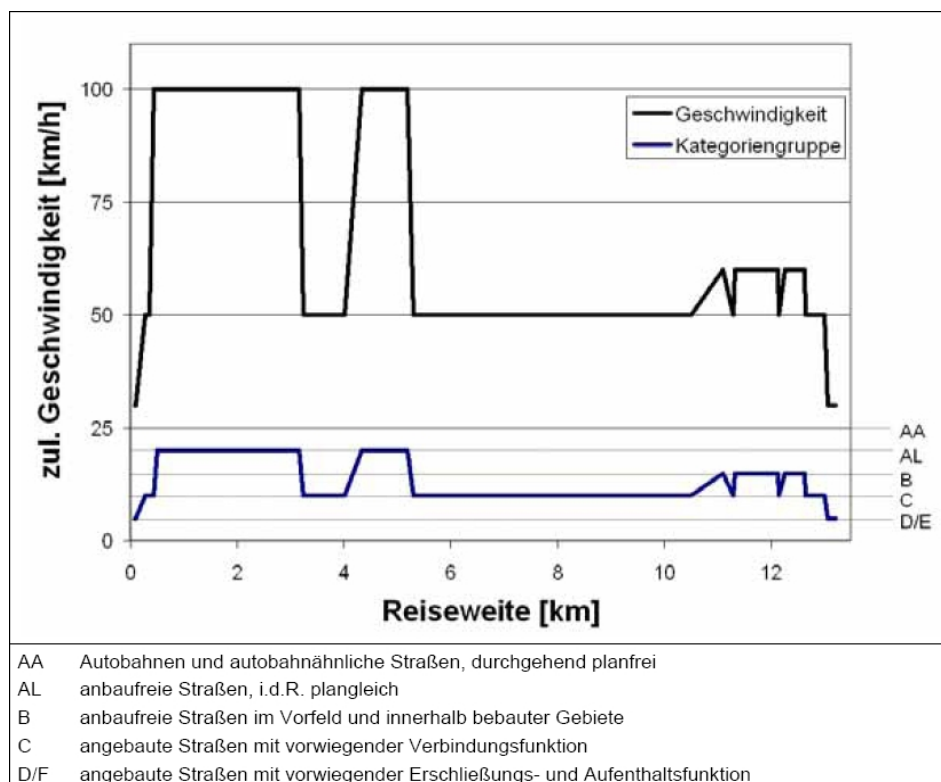 zul. Geschwindigkeit [km/h]
100
75
50
25
0
Geschwindigkeit
Kategoriengruppe
AA
AL
B
C
D/E
0 2 4 6 8 10 12
Reiseweite [km]
AA Autobahnen und autobahnähnliche Straßen, durchgehend planfrei
AL anbaufreie Straßen, i.d.R. plangleich
B anbaufreie Straßen im Vorfeld und innerhalb bebauter Gebiete
C angebaute Straßen mit vorwiegender Verbindungsfunktion
D/E angebaute Straßen mit vorwiegender Erschließungs- und Aufenthaltsfunktion